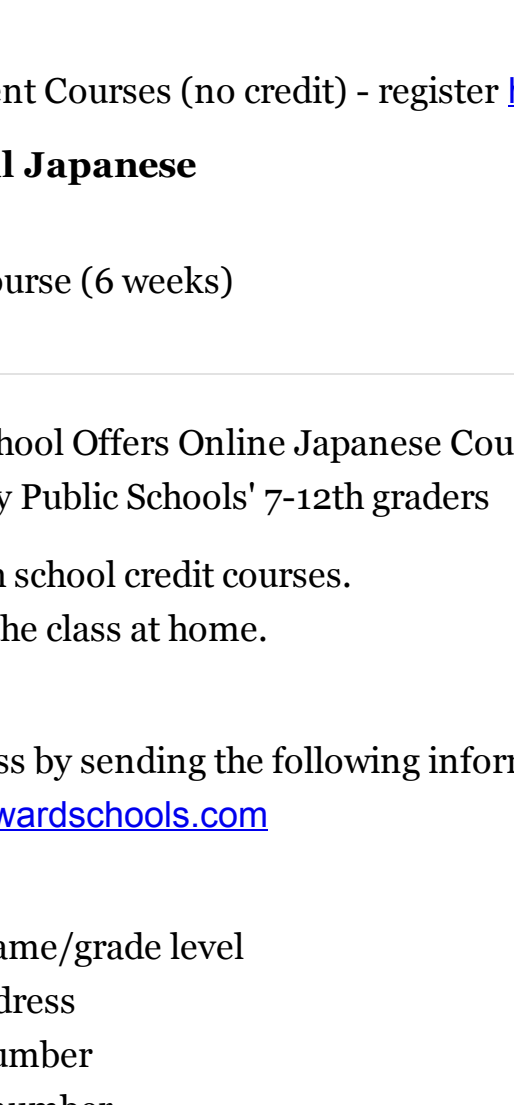 ent Courses (no credit) - register
l Japanese
ourse (6 weeks)
hool Offers Online Japanese Cou
y Public Schools' 7-12th graders
n school credit courses.
he class at home.
ss by sending the following infor
wardschools.com
ame/grade level
dress
umber
number